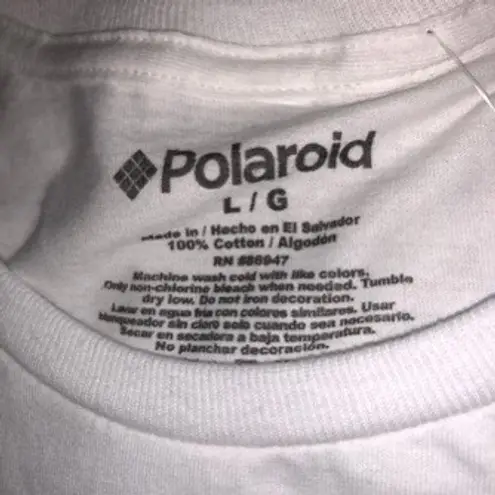 Polaroid
L / G
Made in / Hecho en El Salvador
100% Cotton / Algodón
RN #86947
Machine wash cold with like colors.
Only non-chlorine bleach when needed. Tumble
dry low. Do not iron decoration.
Lavar en agua fria con colores similares. Usar
blanqueador sin cloro solo cuando sea necesario.
Secar en secadora a baja temperatura.
No planchar decoración.